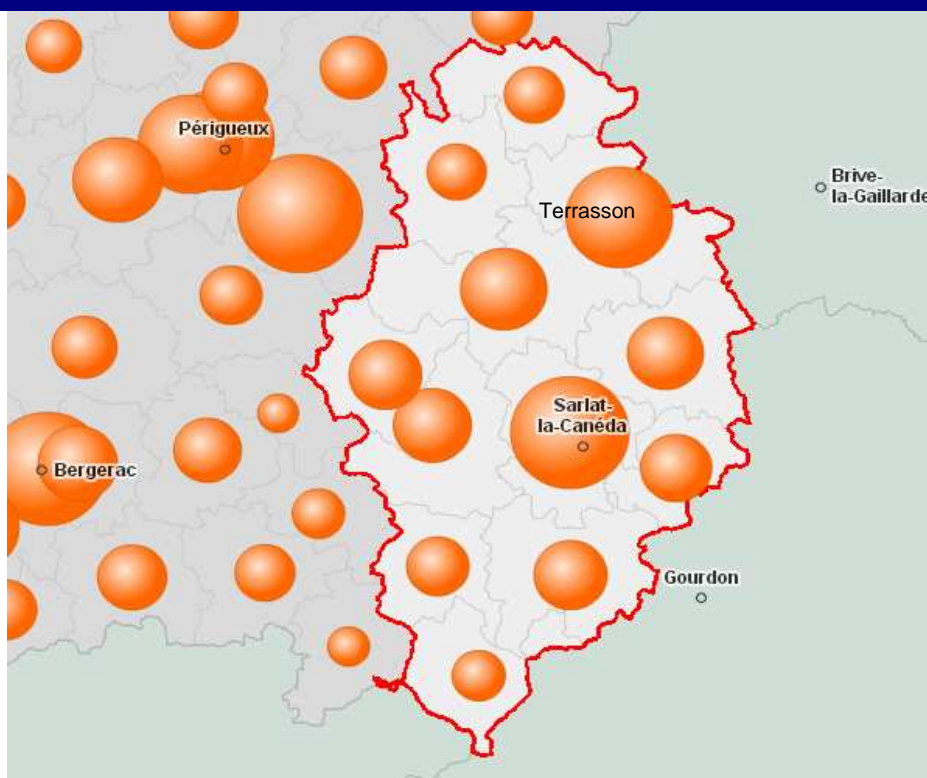 Périgueux
Brive-
la-Gaillarde
Terrasson
Sarlat-
la-Canéda
Bergerac
Gourdon